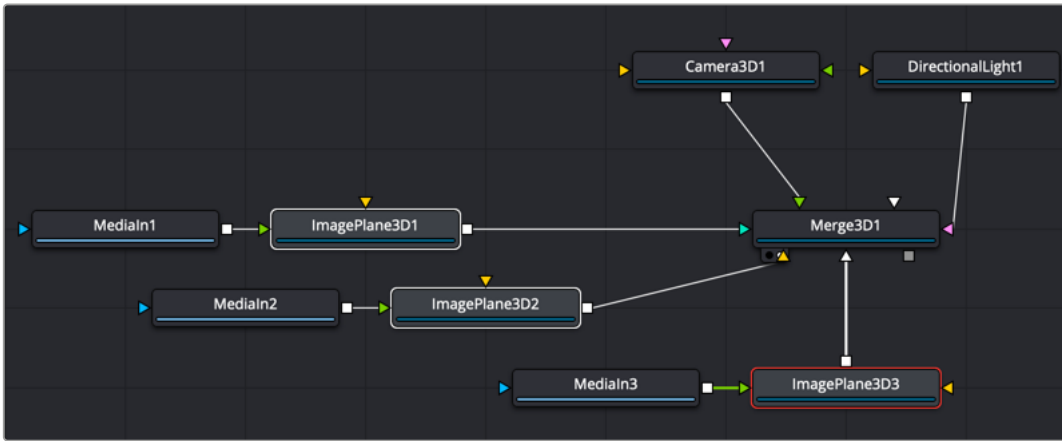 Camera3D1
DirectionalLight1
MediaIn1
ImagePlane3D1
Merge3D1
MediaIn2
ImagePlane3D2
MediaIn3
ImagePlane3D3